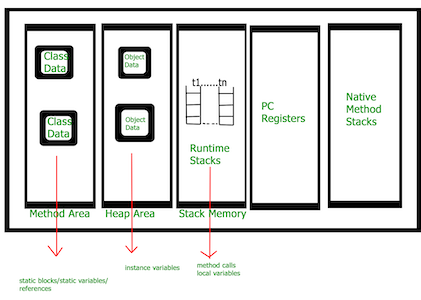 Class
Data
Class
Data
Method Area
Object
Data
Object
Data
Heap Area
t1.......tn
Runtime
Stacks
Stack Memory
PC
Registers
Native
Method
Stacks
static blocks/static variables/
references
instance variables
method calls
local variables